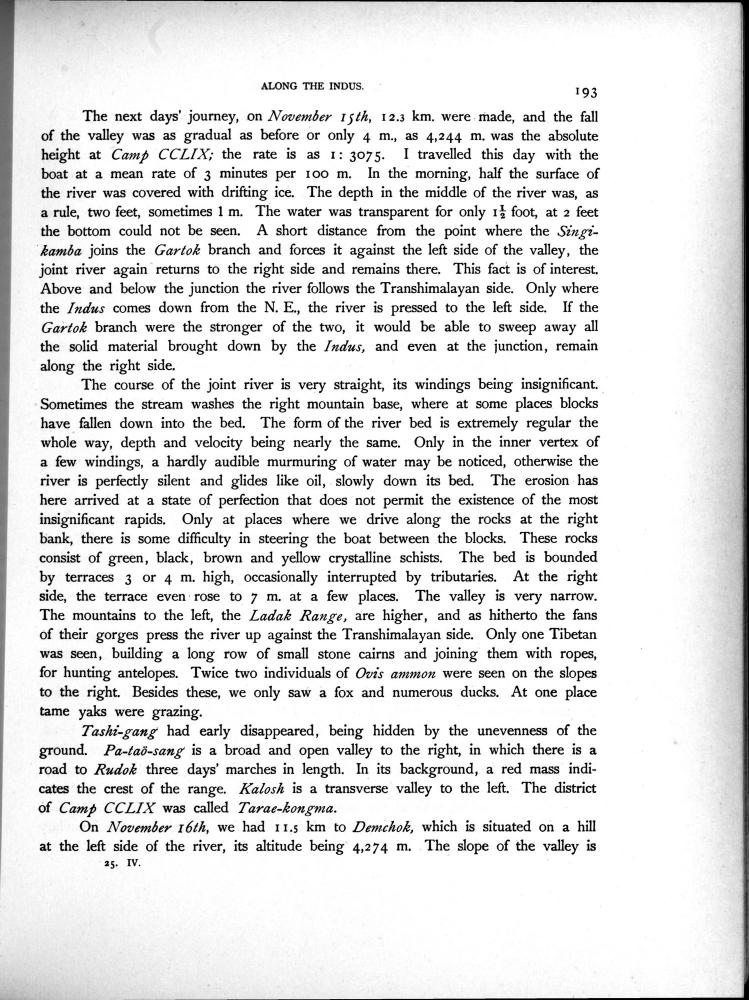 ALONG THE INDUS.
193
The next days' journey, on November 15th, 12.3 km. were made, and the fall
of the valley was as gradual as before or only 4 m., as 4,244 m. was the absolute
height at Camp CCLIX; the rate is as 1: 3075. I travelled this day with the
boat at a mean rate of 3 minutes per 100 m. In the morning, half the surface of
the river was covered with drifting ice. The depth in the middle of the river was, as
a rule, two feet, sometimes 1 m. The water was transparent for only 1½ foot, at 2 feet
the bottom could not be seen. A short distance from the point where the Singi-
kamba joins the Gartok branch and forces it against the left side of the valley, the
joint river again returns to the right side and remains there. This fact is of interest.
Above and below the junction the river follows the Transhimalayan side. Only where
the Indus comes down from the N. E., the river is pressed to the left side. If the
Gartok branch were the stronger of the two, it would be able to sweep away all
the solid material brought down by the Indus, and even at the junction, remain
along the right side.
The course of the joint river is very straight, its windings being insignificant.
Sometimes the stream washes the right mountain base, where at some places blocks
have fallen down into the bed. The form of the river bed is extremely regular the
whole way, depth and velocity being nearly the same. Only in the inner vertex of
a few windings, a hardly audible murmuring of water may be noticed, otherwise the
river is perfectly silent and glides like oil, slowly down its bed. The erosion has
here arrived at a state of perfection that does not permit the existence of the most
insignificant rapids. Only at places where we drive along the rocks at the right
bank, there is some difficulty in steering the boat between the blocks. These rocks
consist of green, black, brown and yellow crystalline schists. The bed is bounded
by terraces 3 or 4 m. high, occasionally interrupted by tributaries. At the right
side, the terrace even rose to 7 m. at a few places. The valley is very narrow.
The mountains to the left, the Ladak Range, are higher, and as hitherto the fans
of their gorges press the river up against the Transhimalayan side. Only one Tibetan
was seen, building a long row of small stone cairns and joining them with ropes,
for hunting antelopes. Twice two individuals of Ovis ammon were seen on the slopes
to the right. Besides these, we only saw a fox and numerous ducks. At one place
tame yaks were grazing.
Tashi-gang had early disappeared, being hidden by the unevenness of the
ground. Pa-taö-sang is a broad and open valley to the right, in which there is a
road to Rudok three days' marches in length. In its background, a red mass indi-
cates the crest of the range. Kalosh is a transverse valley to the left. The district
of Camp CCLIX was called Tarae-kongma.
On November 16th, we had 11.5 km to Demchok, which is situated on a hill
at the left side of the river, its altitude being 4,274 m. The slope of the valley is
25. IV.